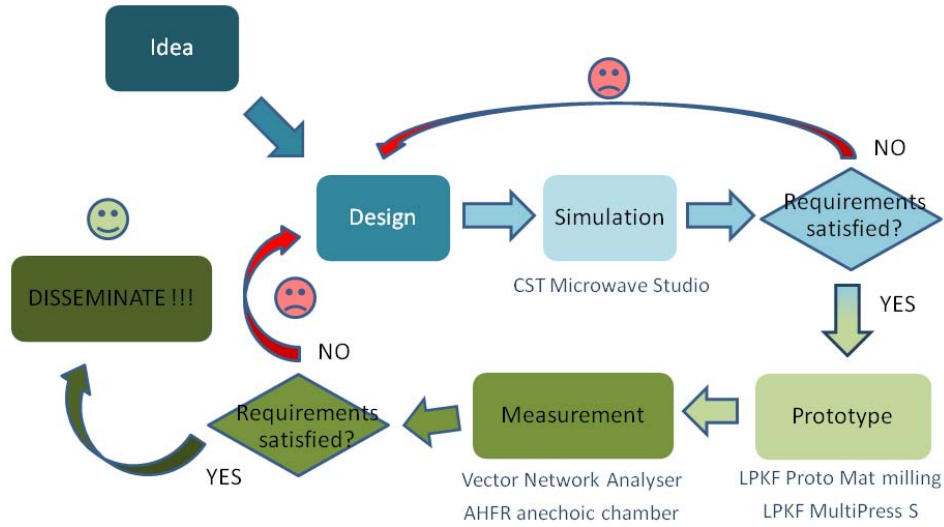 Idea
NO
Design
Simulation
Requirements
satisfied?
CST Microwave Studio
DISSEMINATE !!!
YES
NO
Requirements
satisfied?
Measurement
Prototype
YES
Vector Network Analyser
AHFR anechoic chamber
LPKF Proto Mat milling
LPKF MultiPress S